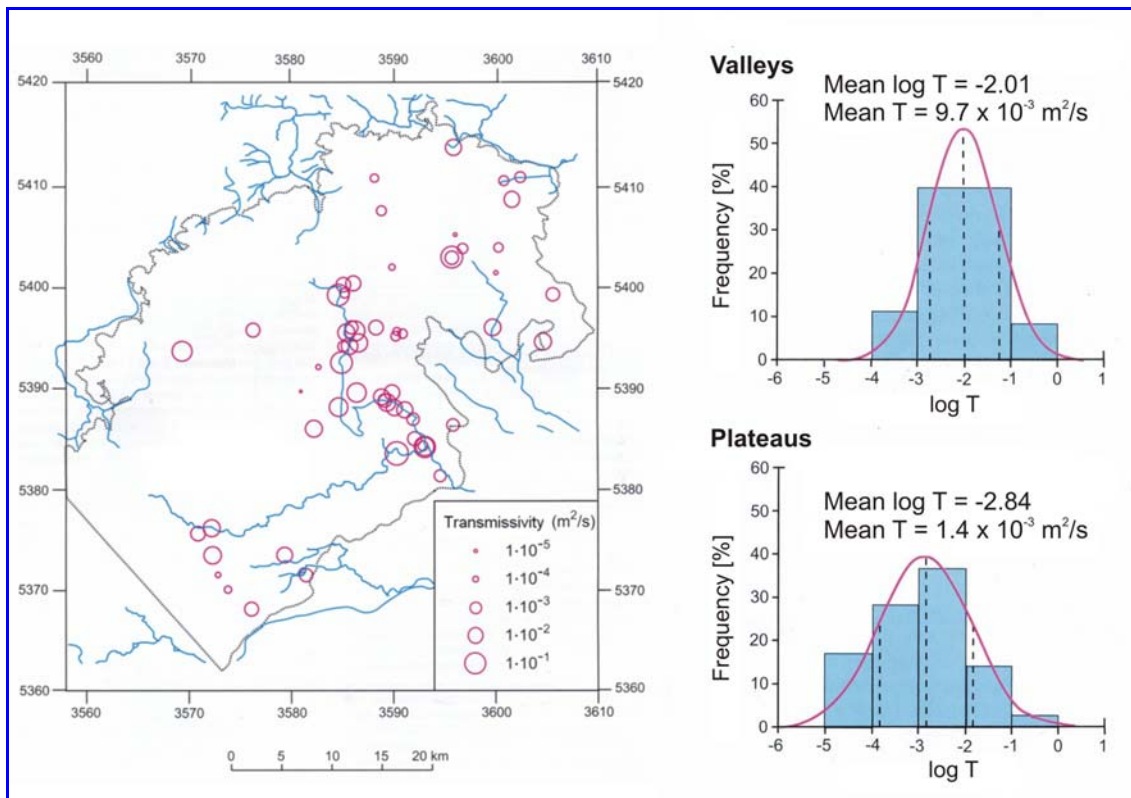 3560 3570 3580 3590 3600 3610
5420 5420
5410 5410
5400 5400
5390 5390
5380 5380
5370 5370
5360 5360
3560 3570 3580 3590 3600 3610
Transmissivity (m²/s)
1·10⁻⁵
1·10⁻⁴
1·10⁻³
1·10⁻²
1·10⁻¹
0 5 10 15 20 km
Valleys
Mean log T = -2.01
Mean T = 9.7 x 10⁻³ m²/s
Frequency [%]
60
50
40
30
20
10
0
-6 -5 -4 -3 -2 -1 0 1
log T
Plateaus
Mean log T = -2.84
Mean T = 1.4 x 10⁻³ m²/s
Frequency [%]
60
50
40
30
20
10
0
-6 -5 -4 -3 -2 -1 0 1
log T